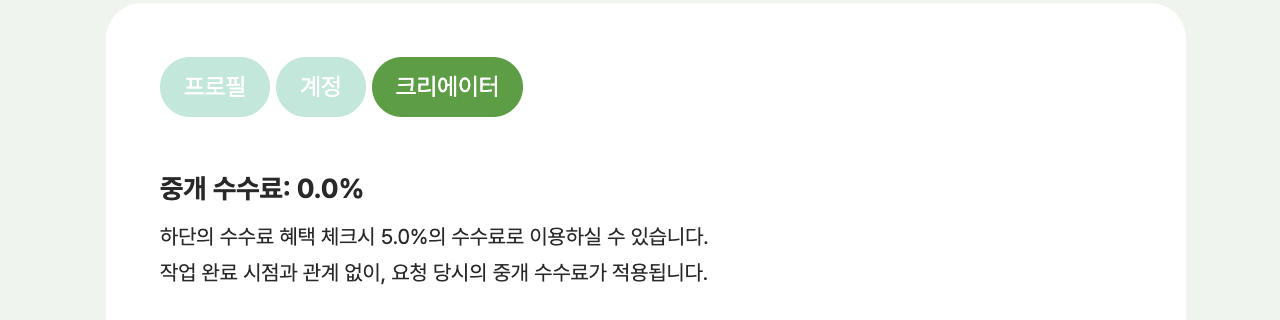 프로필 계정 크리에이터
중개 수수료: 0.0%
하단의 수수료 혜택 체크시 5.0%의 수수료로 이용하실 수 있습니다.
작업 완료 시점과 관계 없이, 요청 당시의 중개 수수료가 적용됩니다.